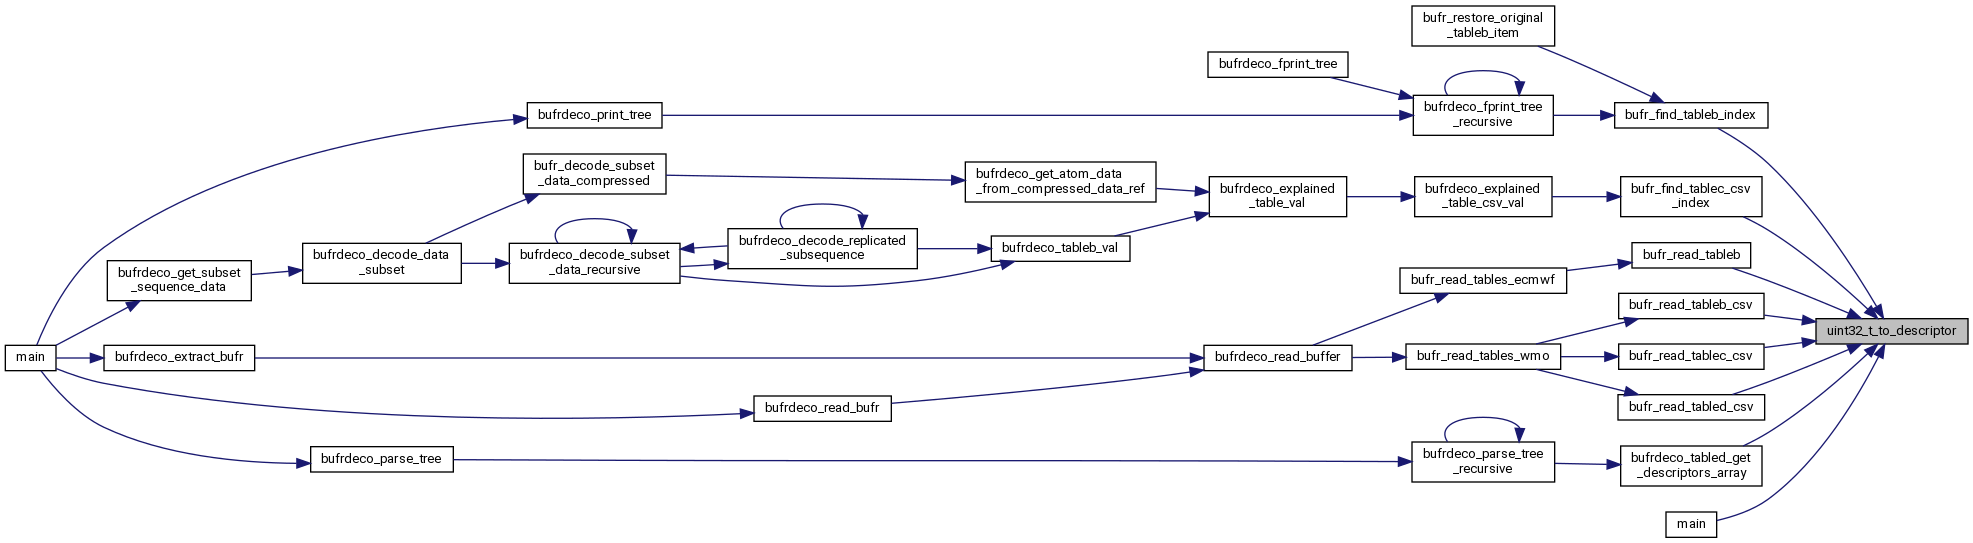 bufr_restore_original
_tableb_item
bufrdeco_fprint_tree
bufrdeco_print_tree
bufrdeco_fprint_tree
_recursive
bufr_find_tableb_index
bufr_decode_subset
_data_compressed
bufrdeco_get_atom_data
_from_compressed_data_ref
bufrdeco_explained
_table_val
bufrdeco_explained
_table_csv_val
bufr_find_tablec_csv
_index
bufrdeco_get_subset
_sequence_data
bufrdeco_decode_data
_subset
bufrdeco_decode_subset
_data_recursive
bufrdeco_decode_replicated
_subsequence
bufrdeco_tableb_val
bufr_read_tableb
bufr_read_tables_ecmwf
bufr_read_tableb_csv
uint32_t_to_descriptor
main
bufrdeco_extract_bufr
bufrdeco_read_buffer
bufr_read_tables_wmo
bufr_read_tablec_csv
bufrdeco_read_bufr
bufr_read_tabled_csv
bufrdeco_parse_tree
bufrdeco_parse_tree
_recursive
bufrdeco_tabled_get
_descriptors_array
main